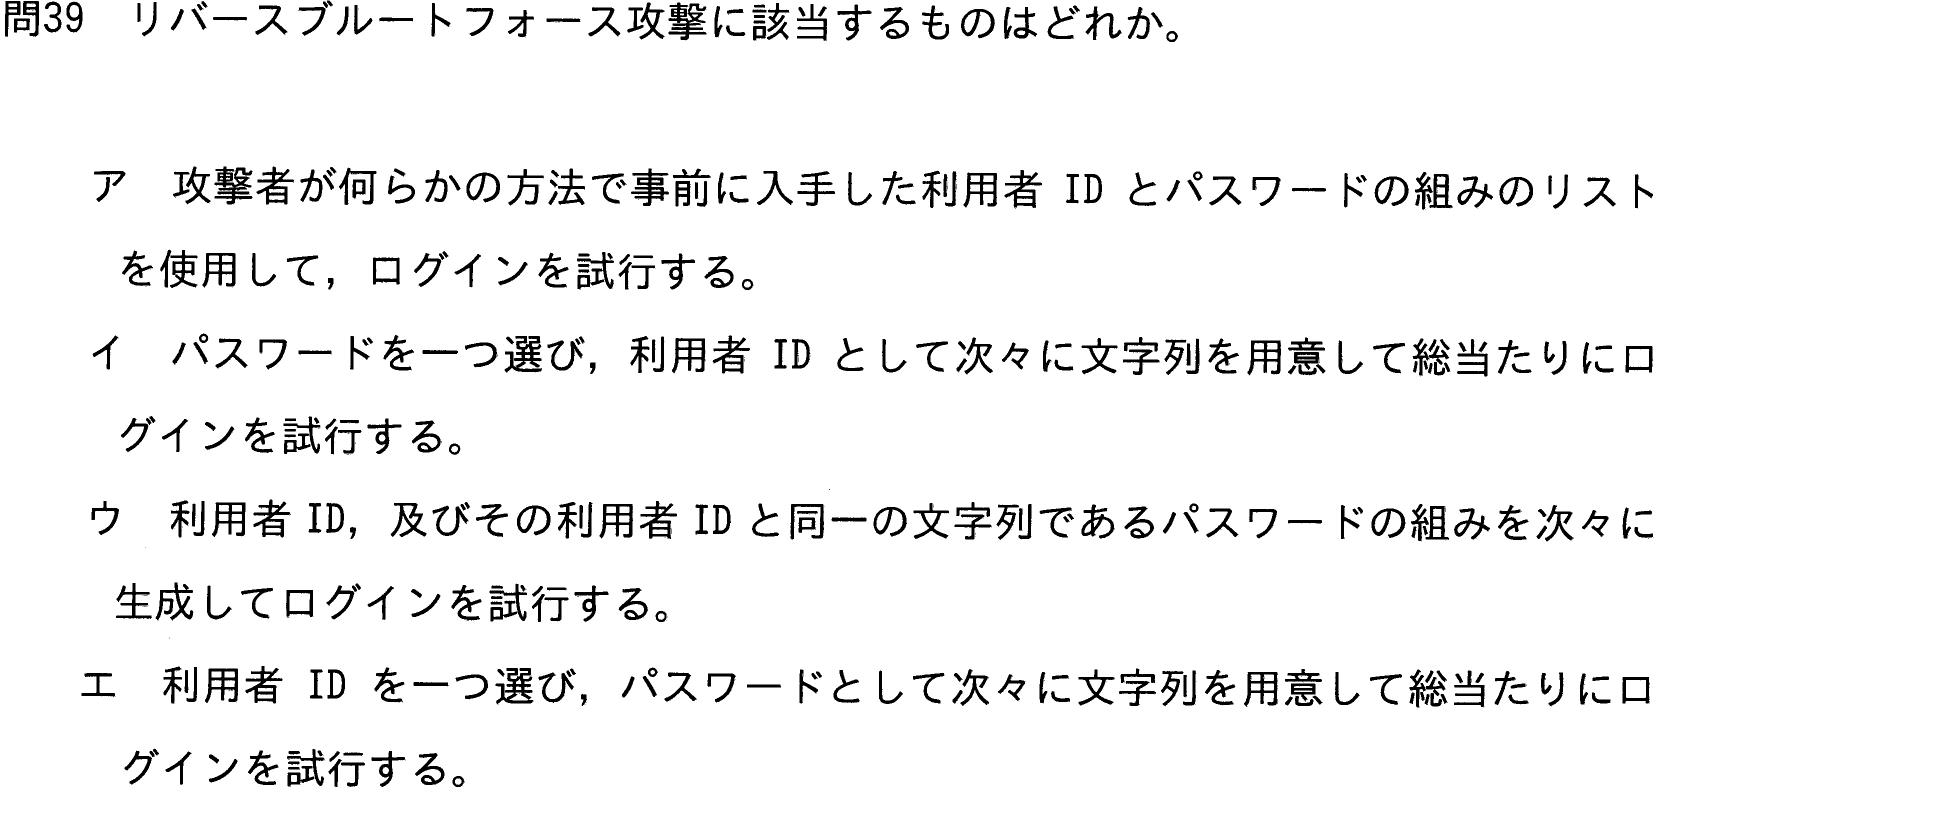 問39　リバースブルートフォース攻撃に該当するものはどれか。
ア　攻撃者が何らかの方法で事前に入手した利用者 ID とパスワードの組みのリスト
を使用して，ログインを試行する。
イ　パスワードを一つ選び，利用者 ID として次々に文字列を用意して総当たりにロ
グインを試行する。
ウ　利用者 ID，及びその利用者 ID と同一の文字列であるパスワードの組みを次々に
生成してログインを試行する。
エ　利用者 ID を一つ選び，パスワードとして次々に文字列を用意して総当たりにロ
グインを試行する。